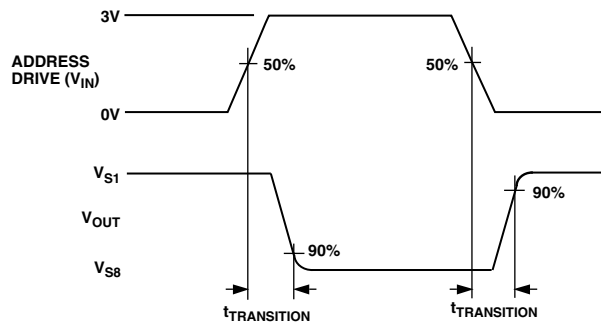 3V
ADDRESS
DRIVE (VIN)
50%
50%
0V
VS1
VOUT
90%
90%
VS8
tTRANSITION
tTRANSITION